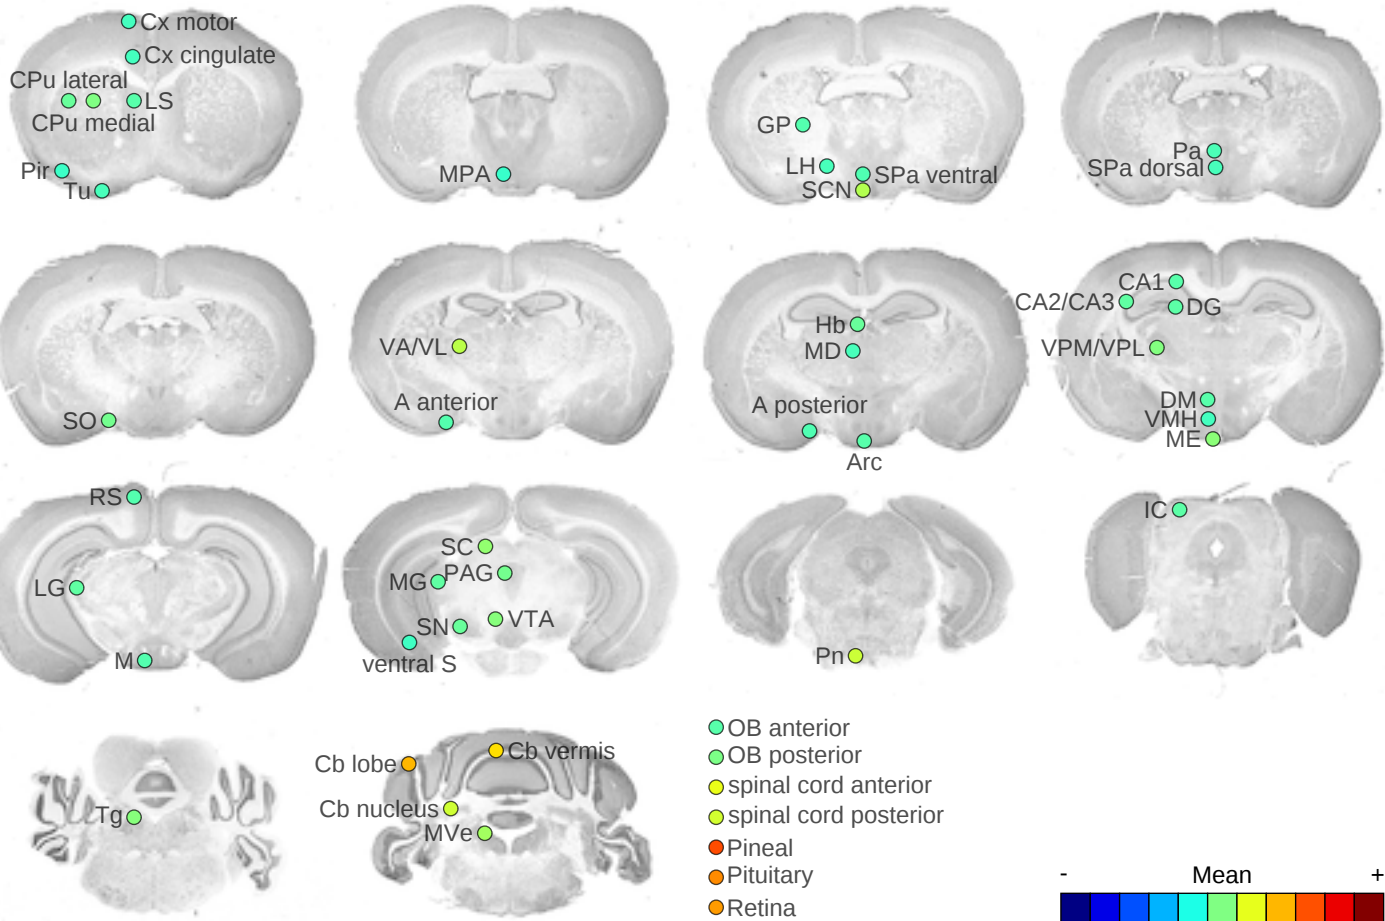 Cx motor
Cx cingulate
CPu lateral
LS
CPu medial
Pir
Tu
MPA
GP
LH
SPa ventral
SCN
Pa
SPa dorsal
SO
VA/VL
A anterior
Hb
MD
A posterior
Arc
CA1
CA2/CA3
DG
VPM/VPL
DM
VMH
ME
RS
LG
M
SC
PAG
MG
VTA
SN
ventral S
Pn
IC
Tg
Cb vermis
Cb lobe
Cb nucleus
MVe
OB anterior
OB posterior
spinal cord anterior
spinal cord posterior
Pineal
Pituitary
Retina
- Mean +